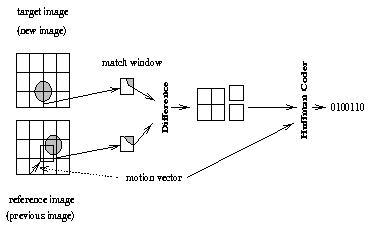 target image
(new image)
match window
Difference
Huffman Coder
0100110
motion vector
reference image
(previous image)